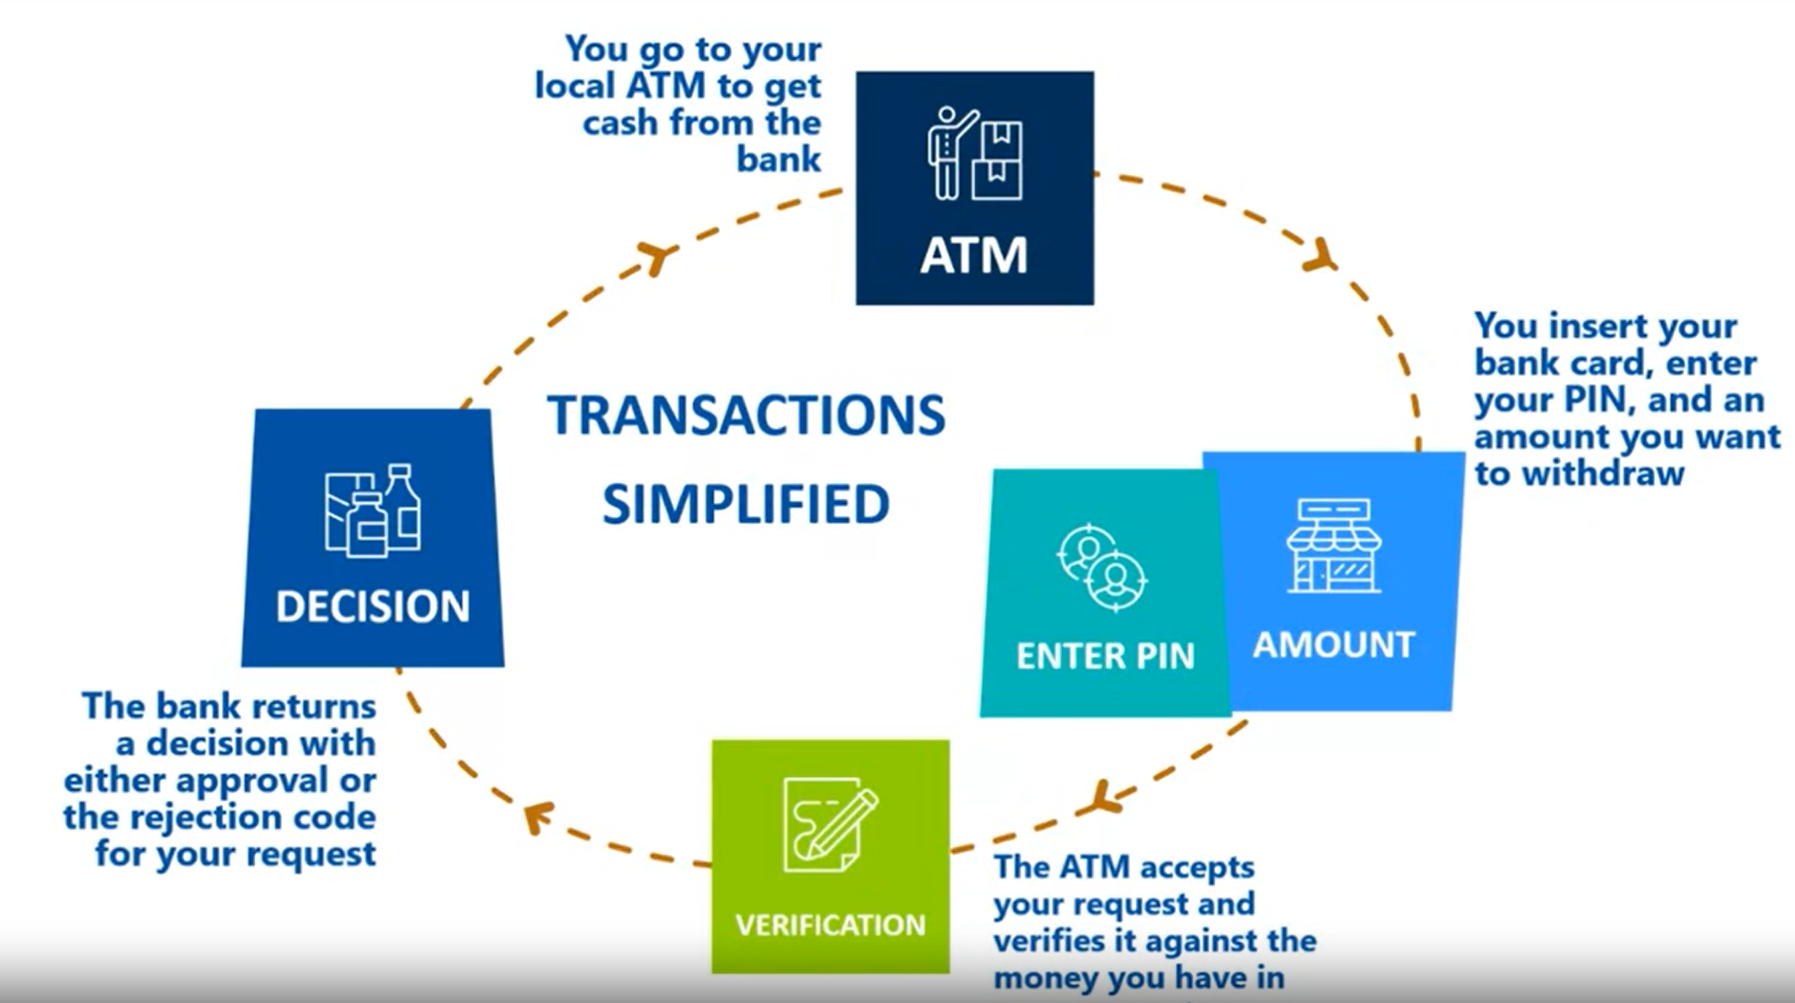 You go to your
local ATM to get
cash from the
bank
ATM
You insert your
bank card, enter
your PIN, and an
amount you want
to withdraw
TRANSACTIONS
SIMPLIFIED
DECISION
ENTER PIN
AMOUNT
The bank returns
a decision with
either approval or
the rejection code
for your request
VERIFICATION
The ATM accepts
your request and
verifies it against the
money you have in